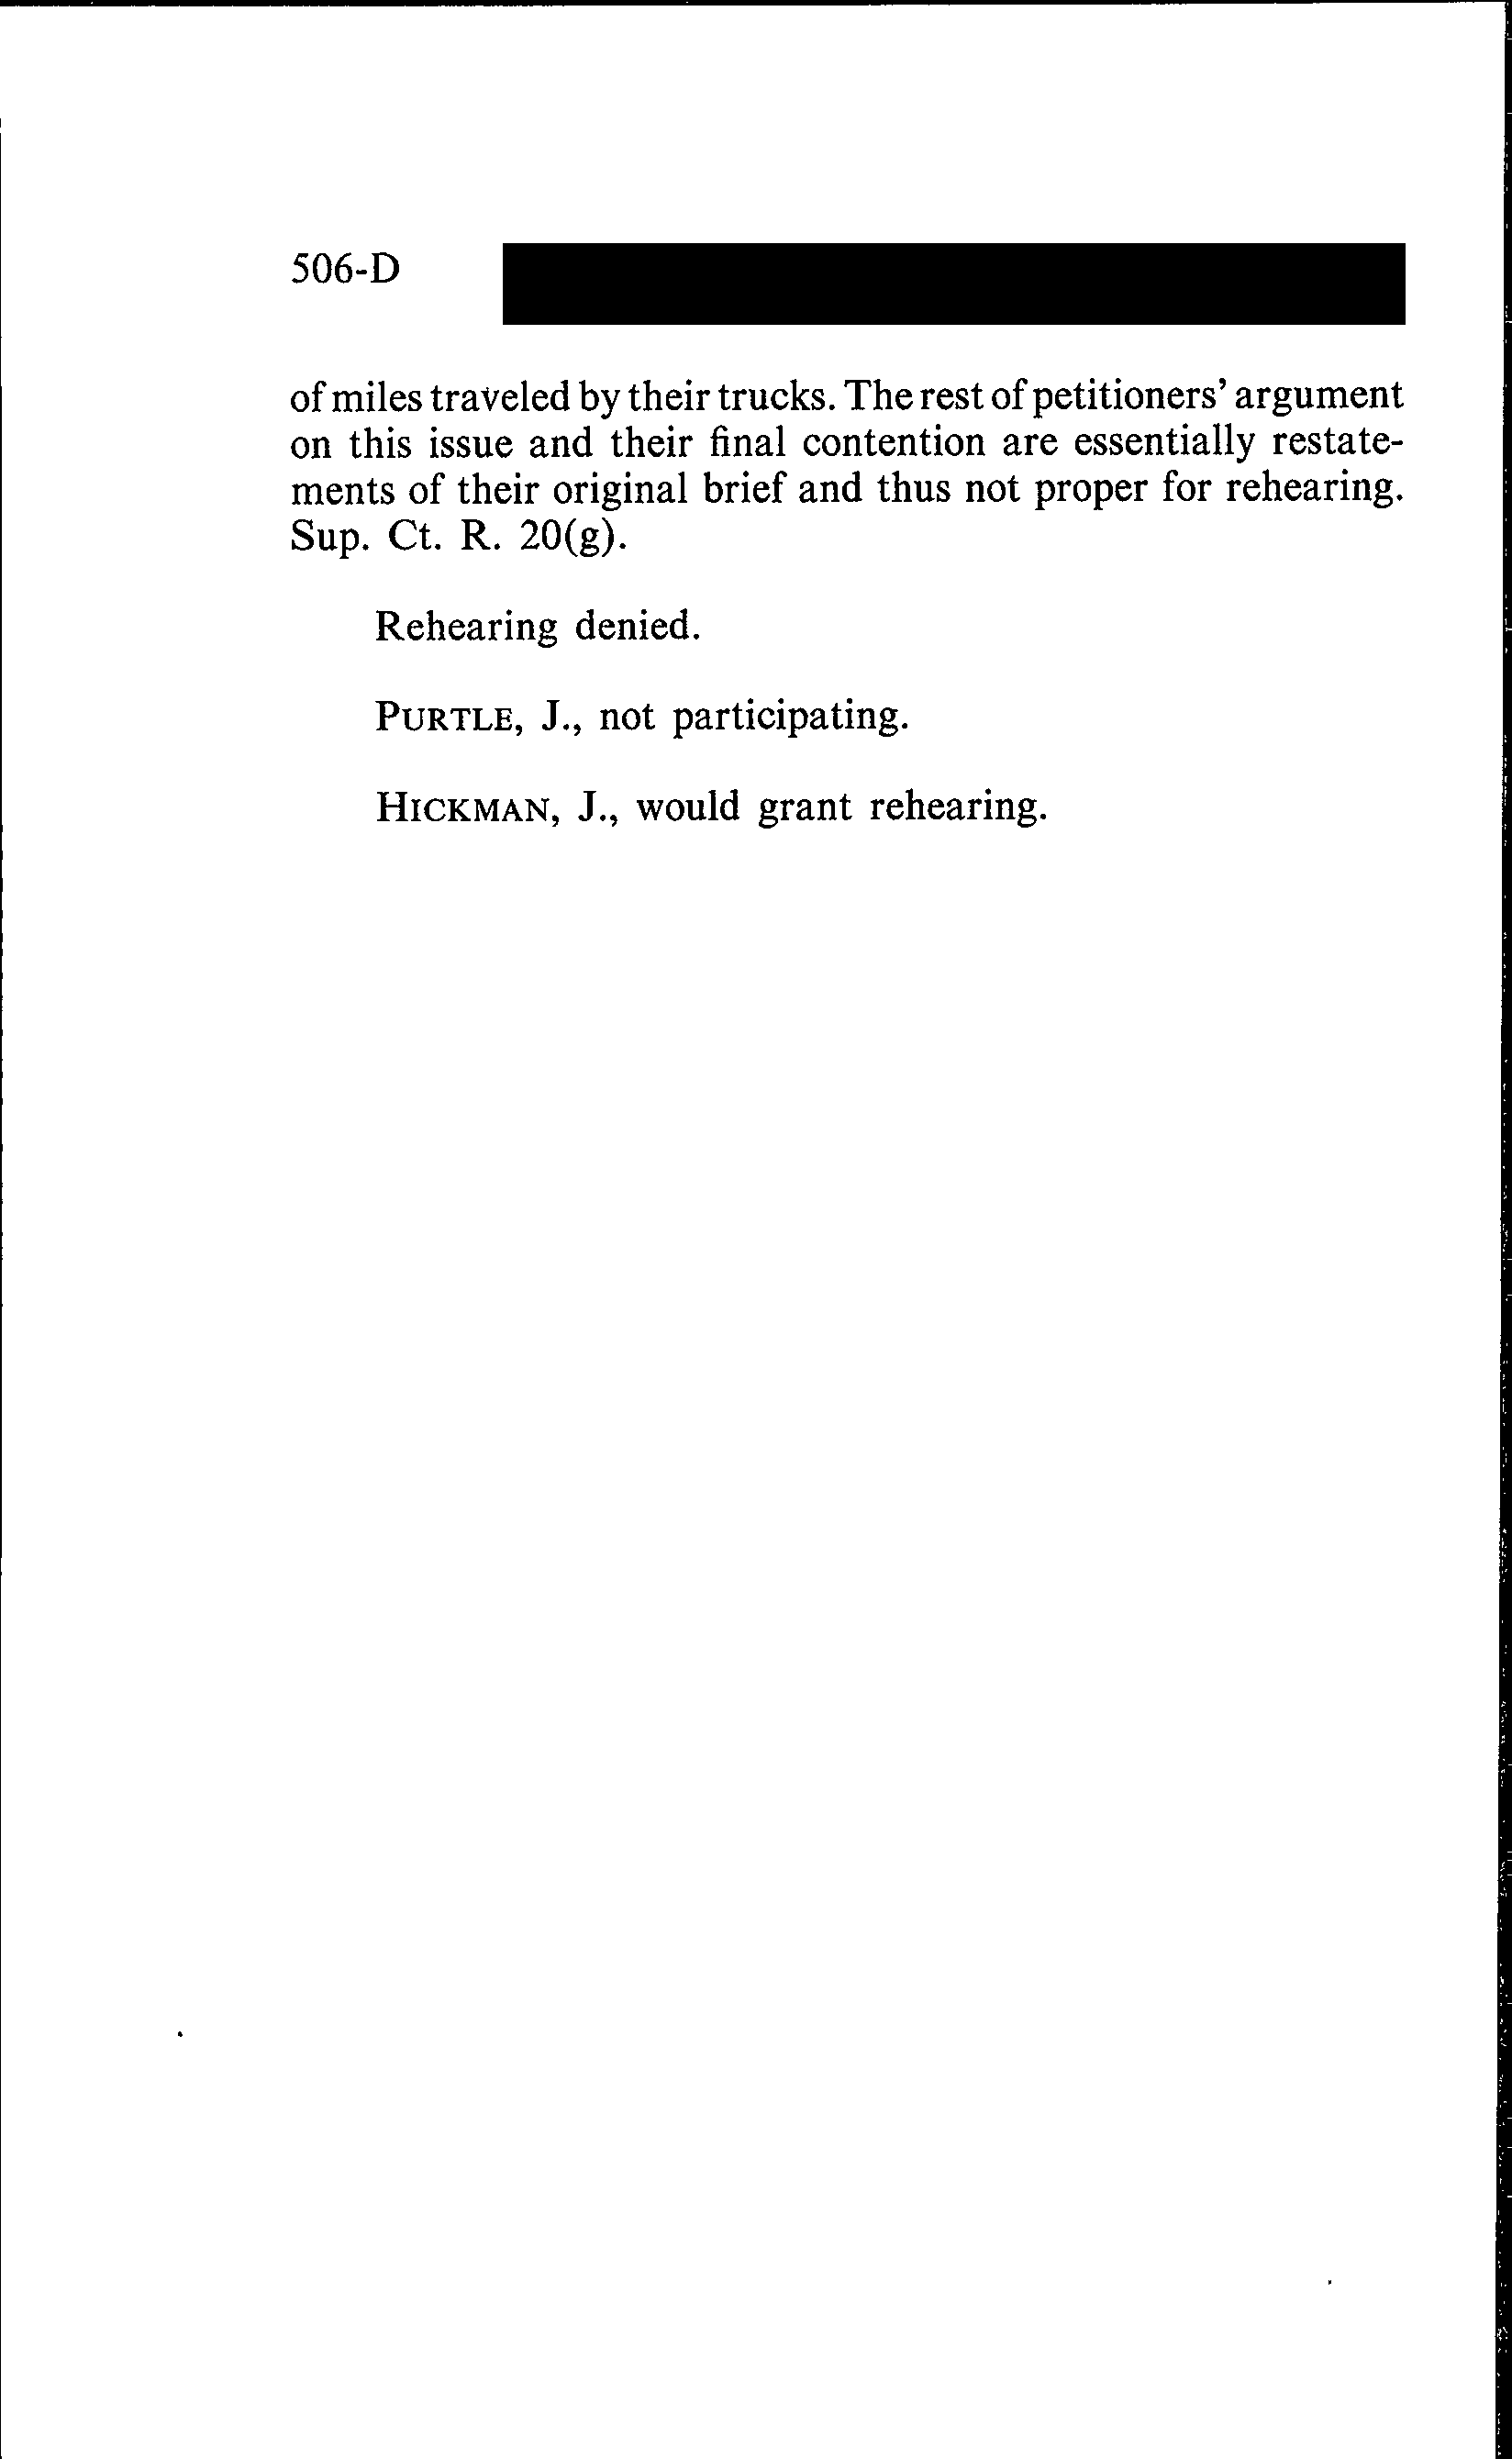 506-D
of miles traveled by their trucks. The rest of petitioners' argument
on this issue and their final contention are essentially restate-
ments of their original brief and thus not proper for rehearing.
Sup. Ct. R. 20(g).
Rehearing denied.
PURTLE, J., not participating.
HICKMAN, J., would grant rehearing.